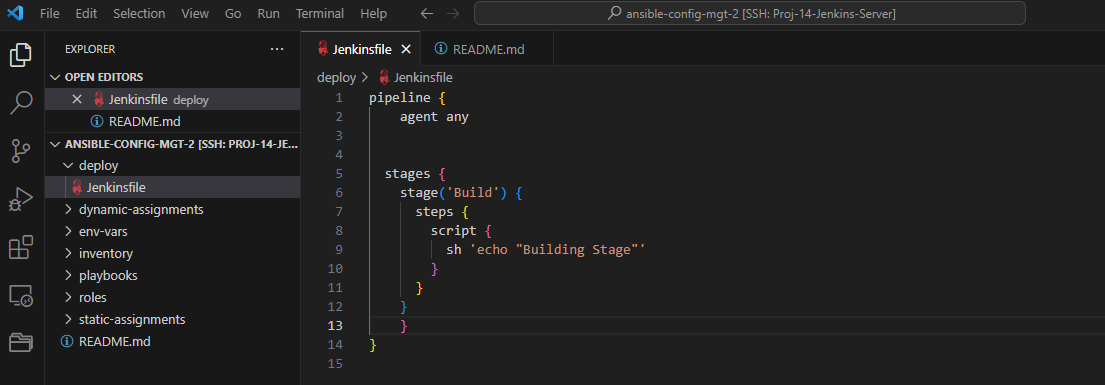 File Edit Selection View Go Run Terminal Help ansible-config-mgt-2 [SSH: Proj-14-Jenkins-Server]
EXPLORER
OPEN EDITORS
Jenkinsfile deploy
README.md
ANSIBLE-CONFIG-MGT-2 [SSH: PROJ-14-JE...
deploy
Jenkinsfile
dynamic-assignments
env-vars
inventory
playbooks
roles
static-assignments
README.md
Jenkinsfile README.md
deploy > Jenkinsfile
1 pipeline {
2     agent any
3
4
5   stages {
6     stage('Build') {
7       steps {
8         script {
9           sh 'echo "Building Stage"'
10         }
11       }
12     }
13     }
14 }
15